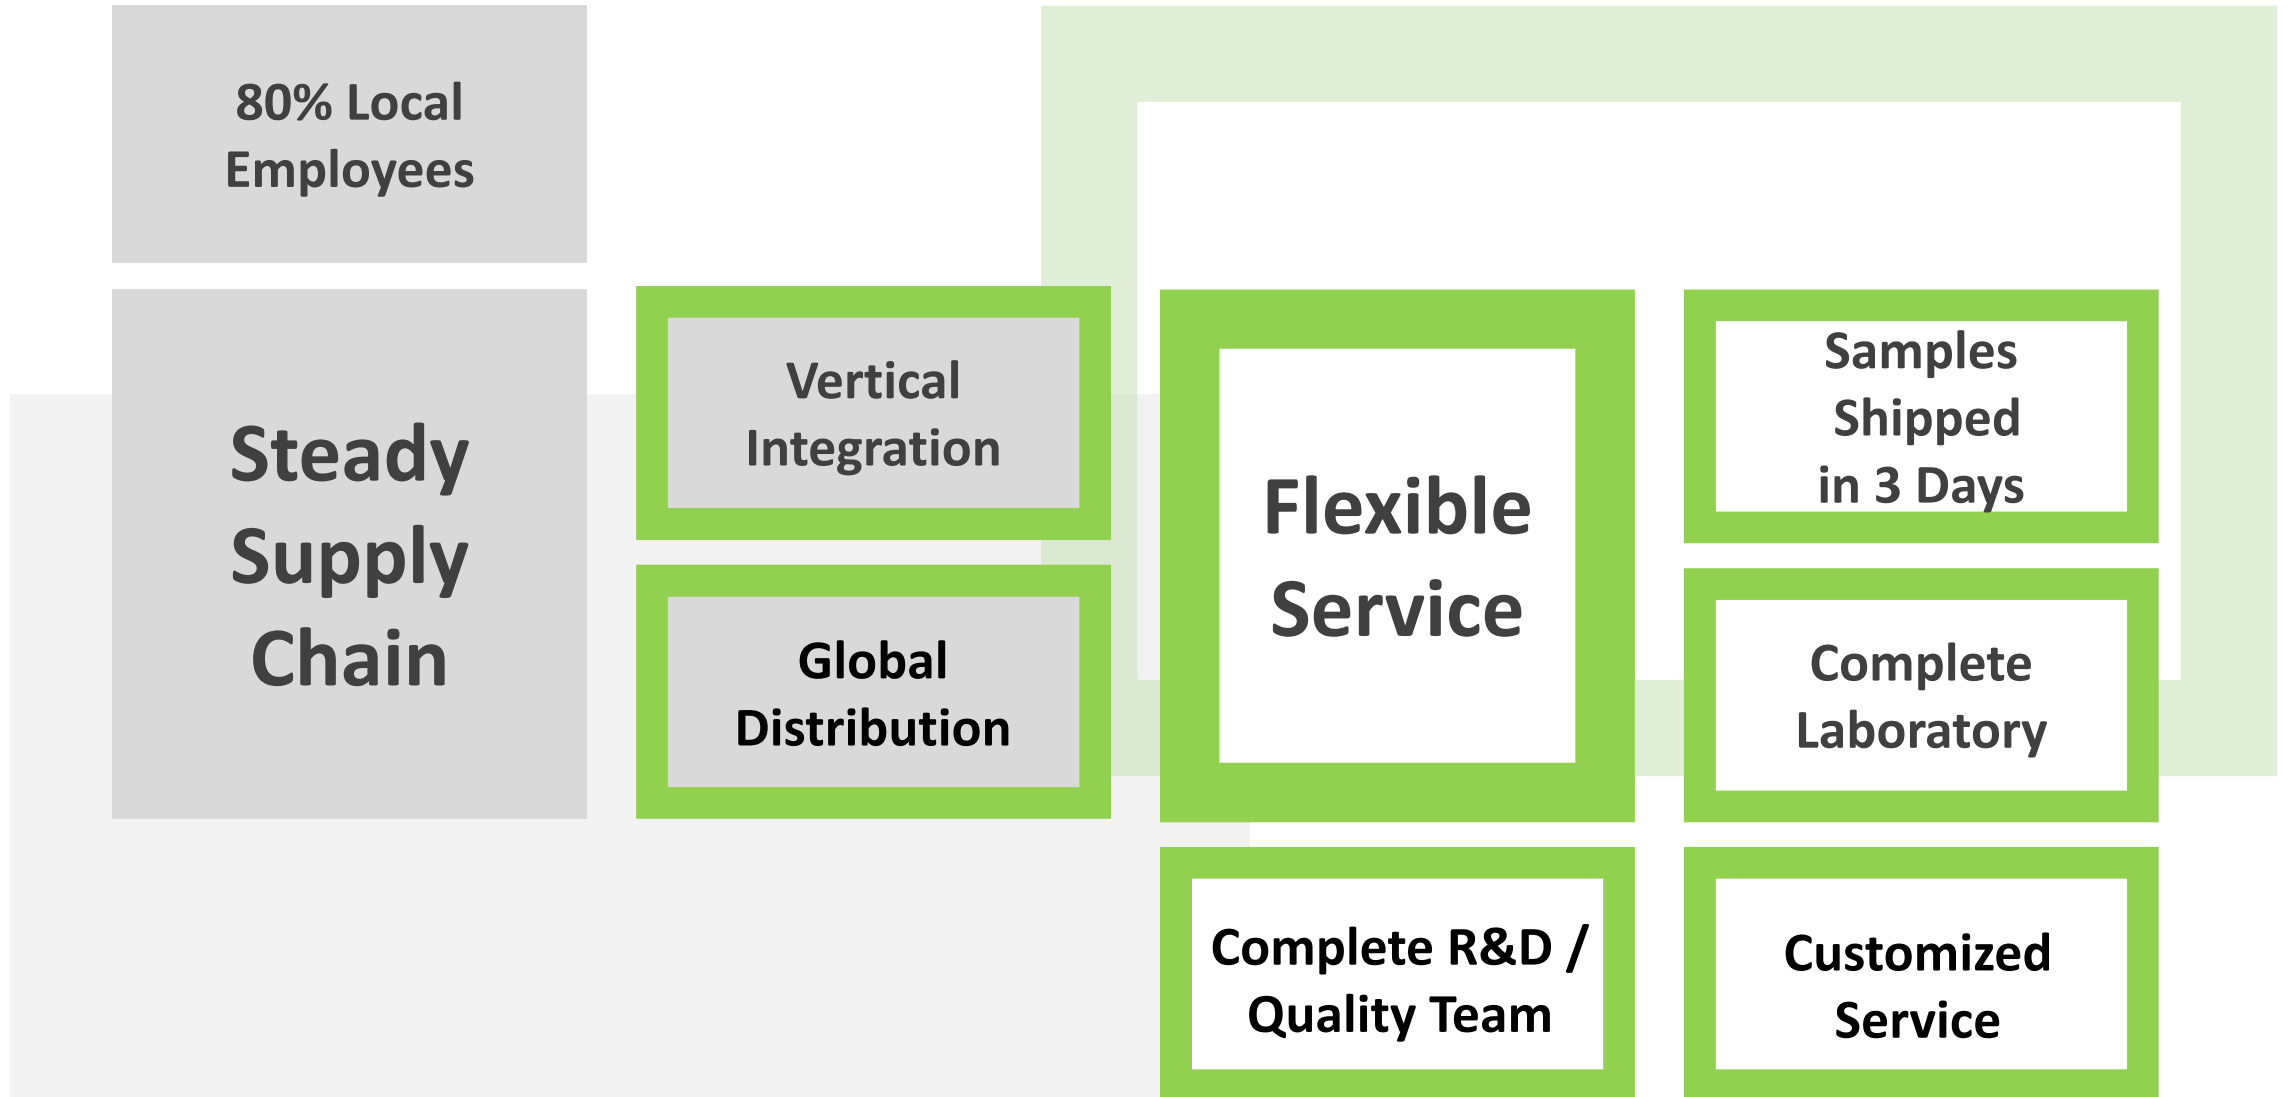 80% Local
Employees
Steady
Supply
Chain
Vertical
Integration
Global
Distribution
Flexible
Service
Samples
Shipped
in 3 Days
Complete
Laboratory
Complete R&D /
Quality Team
Customized
Service